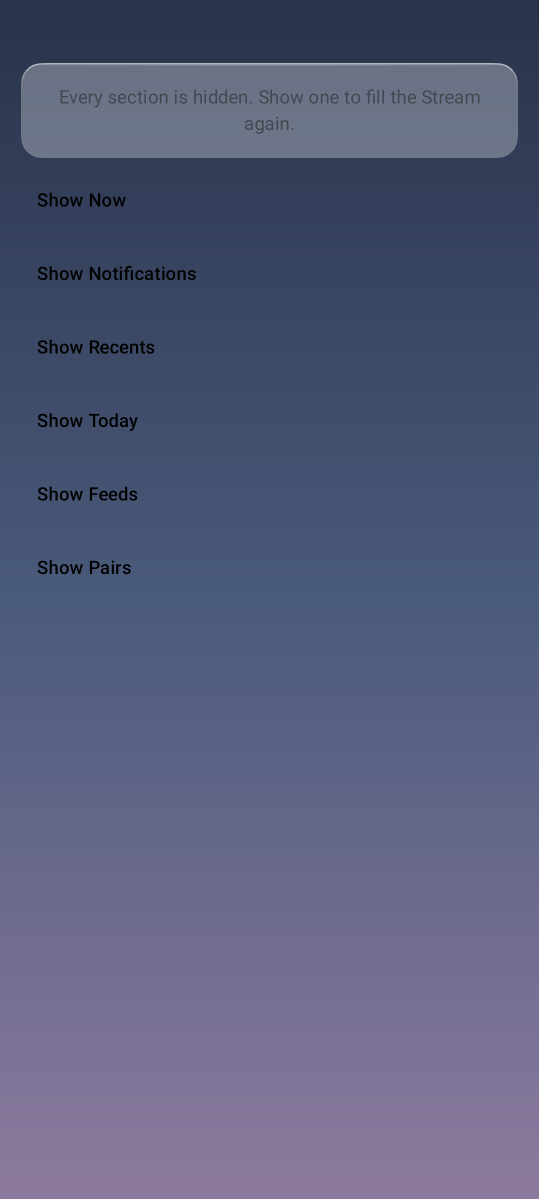 Every section is hidden. Show one to fill the Stream
again.
Show Now
Show Notifications
Show Recents
Show Today
Show Feeds
Show Pairs